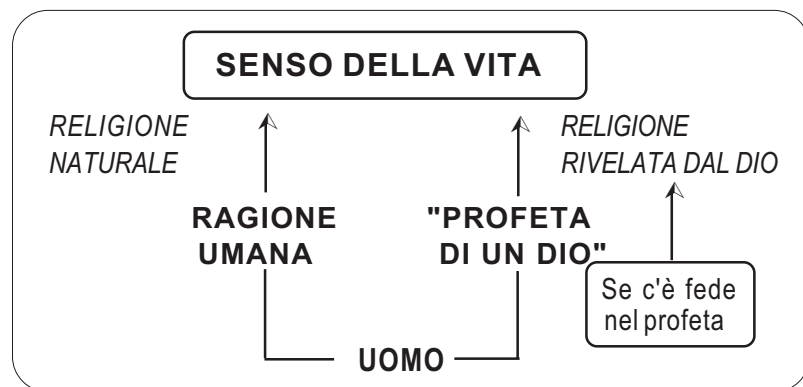 SENSO DELLA VITA
RELIGIONE
NATURALE
RELIGIONE
RIVELATA DAL DIO
RAGIONE
UMANA
"PROFETA
DI UN DIO"
Se c'è fede
nel profeta
UOMO